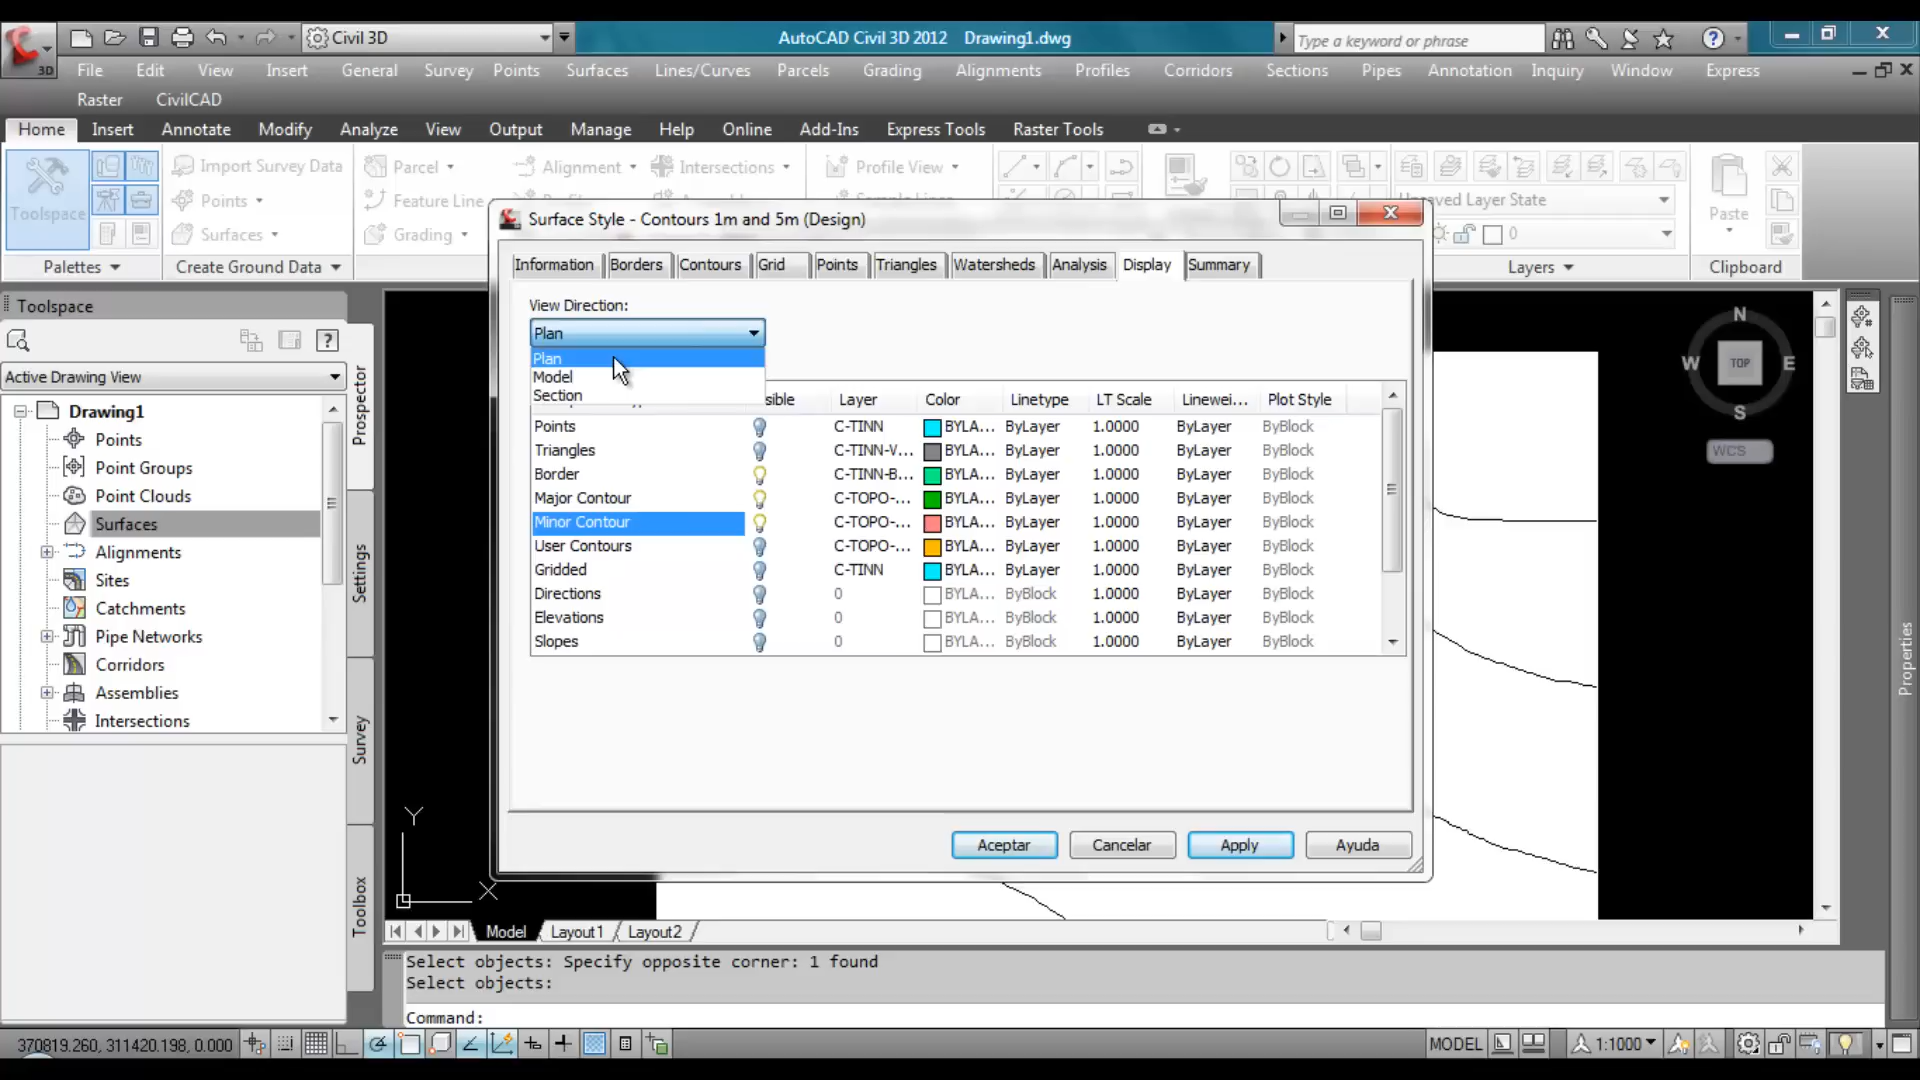 Civil 3D
AutoCAD Civil 3D 2012 Drawing1.dwg
Type a keyword or phrase
3D
File Edit View Insert General Survey Points Surfaces Lines/Curves Parcels Grading Alignments Profiles Corridors Sections Pipes Annotation Inquiry Window Express
Raster CivilCAD
Home Insert Annotate Modify Analyze View Output Manage Help Online Add-Ins Express Tools Raster Tools
Import Survey Data Parcel Alignment Intersections Profile View
Toolspace Points Feature Line Layer State Paste
Surfaces Grading 0
Palettes Create Ground Data Layers Clipboard
Surface Style - Contours 1m and 5m (Design)
Information Borders Contours Grid Points Triangles Watersheds Analysis Display Summary
View Direction:
Plan
Plan
Model
Section
Layer Color Linetype LT Scale Linewei... Plot Style
Points C-TINN BYLA... ByLayer 1.0000 ByLayer ByBlock
Triangles C-TINN-V... BYLA... ByLayer 1.0000 ByLayer ByBlock
Border C-TINN-B... BYLA... ByLayer 1.0000 ByLayer ByBlock
Major Contour C-TOPO-... BYLA... ByLayer 1.0000 ByLayer ByBlock
Minor Contour C-TOPO-... BYLA... ByLayer 1.0000 ByLayer ByBlock
User Contours C-TOPO-... BYLA... ByLayer 1.0000 ByLayer ByBlock
Gridded C-TINN BYLA... ByLayer 1.0000 ByLayer ByBlock
Directions 0 BYLA... ByBlock 1.0000 ByLayer ByBlock
Elevations 0 BYLA... ByBlock 1.0000 ByLayer ByBlock
Slopes 0 BYLA... ByBlock 1.0000 ByLayer ByBlock
Aceptar Cancelar Apply Ayuda
Toolspace
Active Drawing View
Drawing1
Points
Point Groups
Point Clouds
Surfaces
Alignments
Sites
Catchments
Pipe Networks
Corridors
Assemblies
Intersections
Prospector
Settings
Survey
Toolbox
N
W TOP E
S
WCS
Properties
Y
X
Model Layout1 Layout2
Select objects: Specify opposite corner: 1 found
Select objects:
Command:
370819.260, 311420.198, 0.000 MODEL 1:1000